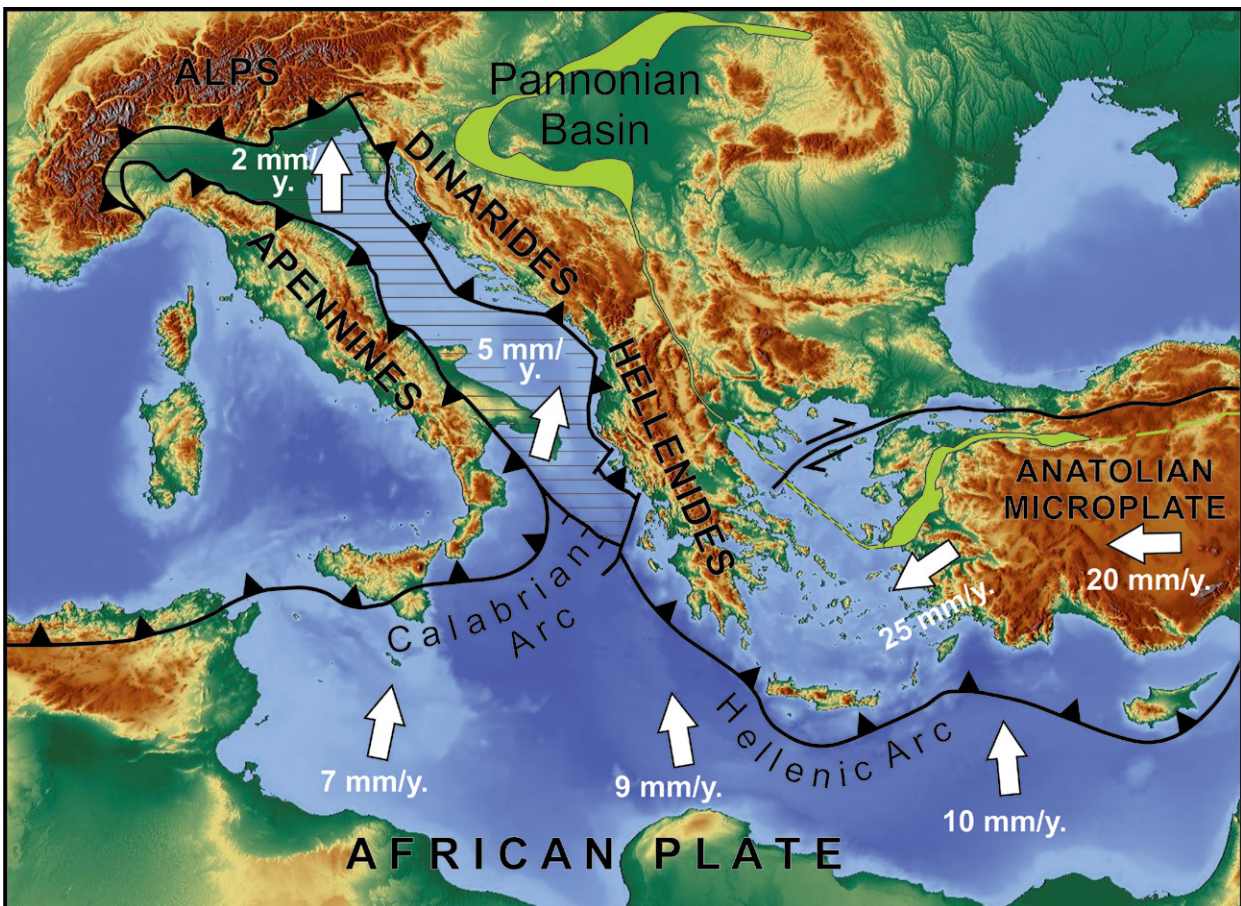 ALPS
Pannonian
Basin
2 mm/
y.
DINARIDES
APENNINES
5 mm/
y.
HELLENIDES
ANATOLIAN
MICROPLATE
20 mm/y.
25 mm/y.
Calabrian
Arc
Hellenic Arc
7 mm/y.
9 mm/y.
10 mm/y.
AFRICAN PLATE